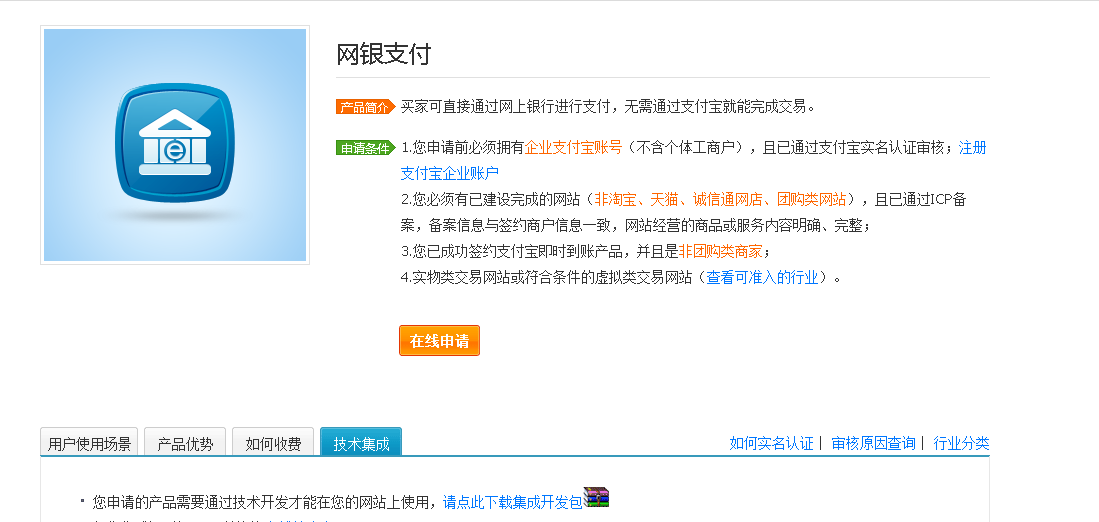 网银支付
产品简介 买家可直接通过网上银行进行支付，无需通过支付宝就能完成交易。
申请条件 1.您申请前必须拥有企业支付宝账号（不含个体工商户），且已通过支付宝实名认证审核；注册
支付宝企业账户
2.您必须有已建设完成的网站（非淘宝、天猫、诚信通网店、团购类网站），且已通过ICP备
案，备案信息与签约商户信息一致，网站经营的商品或服务内容明确、完整；
3.您已成功签约支付宝即时到账产品，并且是非团购类商家；
4.实物类交易网站或符合条件的虚拟类交易网站（查看可准入的行业）。
在线申请
用户使用场景 产品优势 如何收费 技术集成 如何实名认证 | 审核原因查询 | 行业分类
• 您申请的产品需要通过技术开发才能在您的网站上使用，请点此下载集成开发包